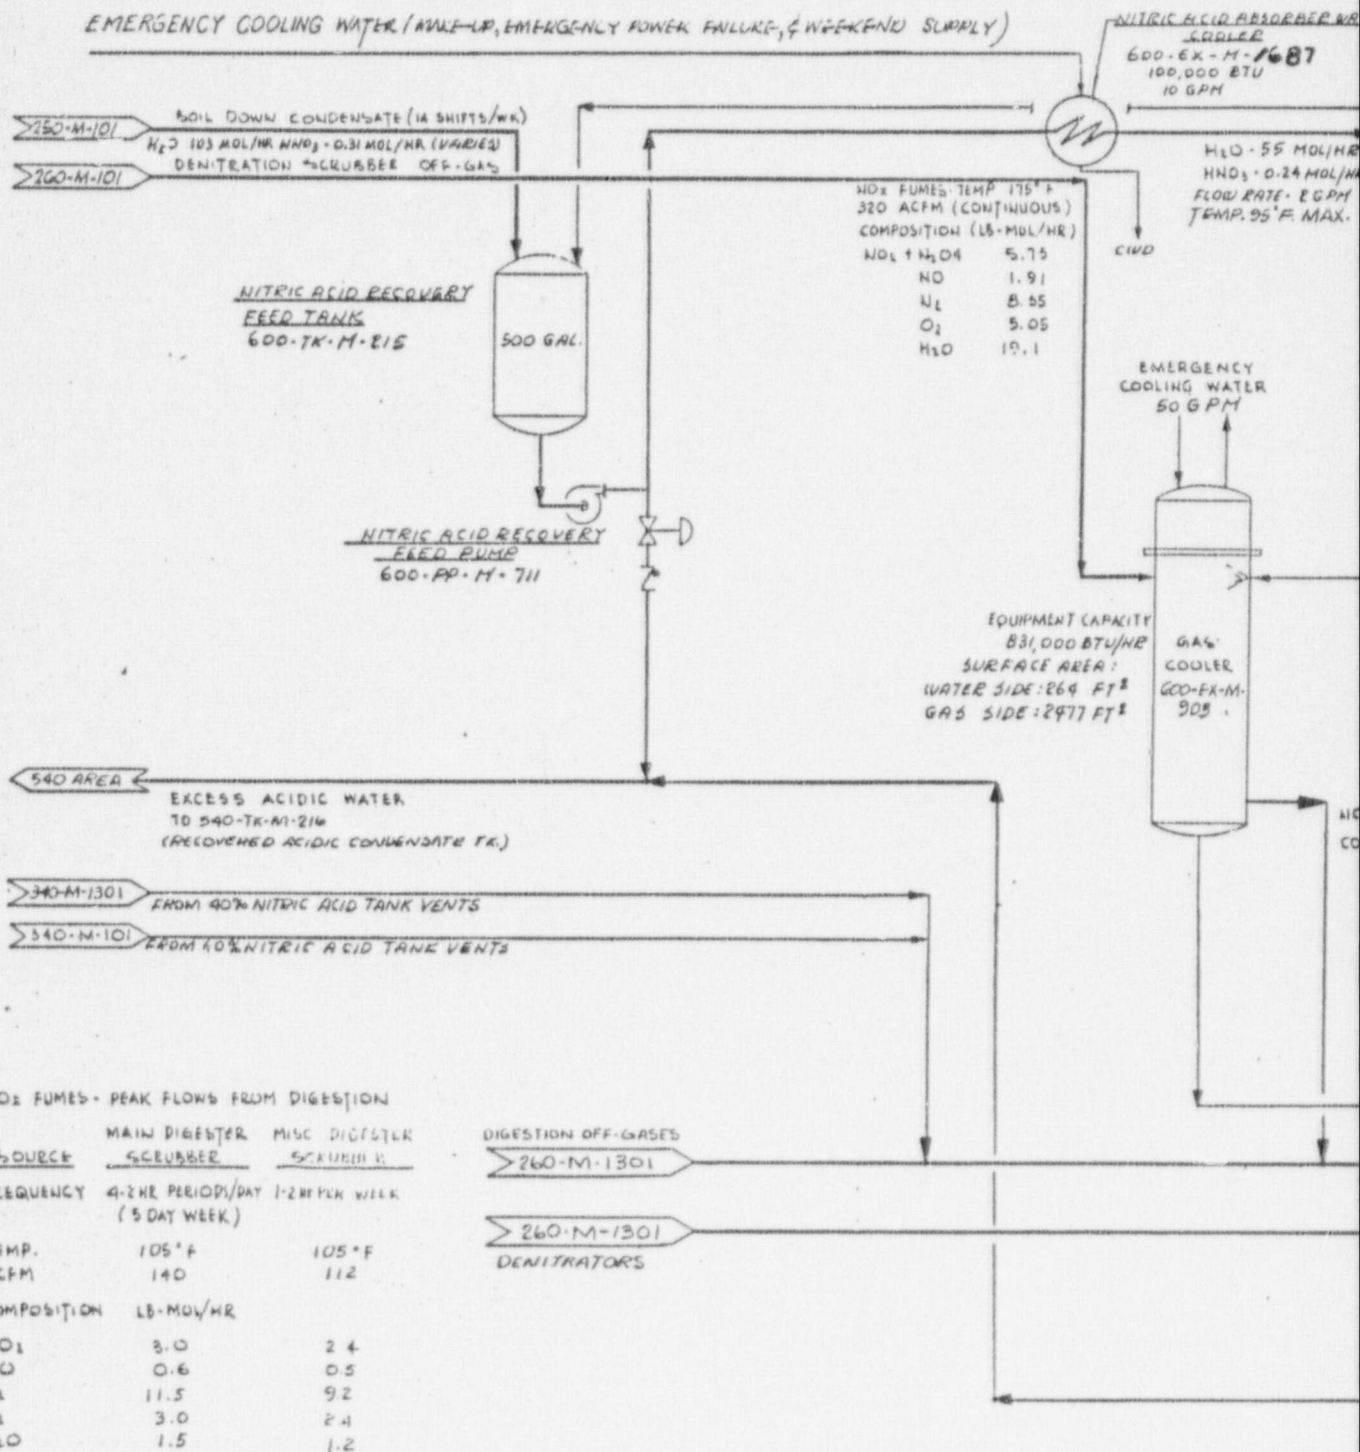 EMERGENCY COOLING WATER (MAKE-UP, EMERGENCY POWER FAILURE, & WEEKEND SUPPLY)
NITRIC ACID ABSORBER
COOLER
600-EX-M-1687
100,000 BTU
10 GPM
250-M-101
BOIL DOWN CONDENSATE (14 SHIFTS/WK)
H2O 103 MOL/HR HNO3 - 0.31 MOL/HR (VARIES)
260-M-101
DENITRATION SCRUBBER OFF-GAS
H2O - 55 MOL/HR
HNO3 - 0.24 MOL/HR
FLOW RATE - 2 GPM
TEMP. 95°F. MAX.
NOx FUMES - TEMP 175°F
320 ACFM (CONTINUOUS)
COMPOSITION (LB-MOL/HR)
NO2 + N2O4 5.75
NO 1.91
N2 8.55
O2 5.05
H2O 19.1
CIWD
NITRIC ACID RECOVERY
FEED TANK
600-TK-M-215
500 GAL.
EMERGENCY
COOLING WATER
50 GPM
NITRIC ACID RECOVERY
FEED PUMP
600-PP-M-711
EQUIPMENT CAPACITY
831,000 BTU/HR
SURFACE AREA:
WATER SIDE: 264 FT2
GAS SIDE: 2477 FT2
GAS
COOLER
600-EX-M-
903
540 AREA
EXCESS ACIDIC WATER
TO 540-TK-M-216
(RECOVERED ACIDIC CONDENSATE TK.)
340-M-1301
FROM 40% NITRIC ACID TANK VENTS
340-M-101
FROM 60% NITRIC ACID TANK VENTS
Ox FUMES - PEAK FLOWS FROM DIGESTION
SOURCE MAIN DIGESTER SCRUBBER MISC DIGESTER SCRUBBER
EQUENCY 4-2 HR PERIODS/DAY 1-2 HR PER WEEK
(5 DAY WEEK)
EMP. 105°F 105°F
CFM 140 112
OMPOSITION LB-MOL/HR
O2 3.0 2.4
O 0.6 0.5
11.5 9.2
3.0 2.4
2O 1.5 1.2
DIGESTION OFF-GASES
260-M-1301
260-M-1301
DENITRATORS